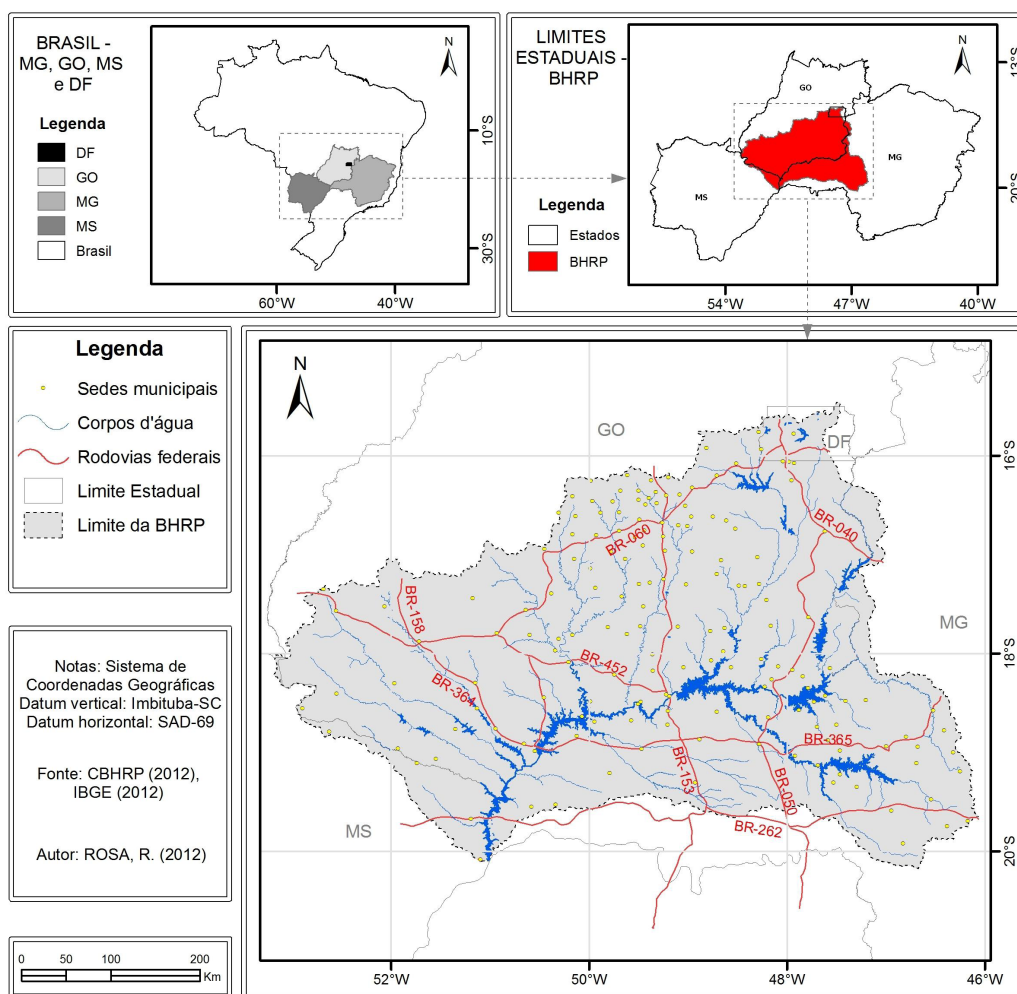 BRASIL -
MG, GO, MS
e DF
Legenda
DF
GO
MG
MS
Brasil
N
10°S
30°S
60°W
40°W
LIMITES
ESTADUAIS -
BHRP
Legenda
Estados
BHRP
N
GO
MG
MS
13°S
20°S
54°W
47°W
40°W
Legenda
Sedes municipais
Corpos d'água
Rodovias federais
Limite Estadual
Limite da BHRP
Notas: Sistema de
Coordenadas Geográficas
Datum vertical: Imbituba-SC
Datum horizontal: SAD-69
Fonte: CBHRP (2012),
IBGE (2012)
Autor: ROSA, R. (2012)
0 50 100 200
Km
N
GO
DF
MG
MS
BR-060
BR-040
BR-158
BR-452
BR-364
BR-365
BR-153
BR-050
BR-262
16°S
18°S
20°S
52°W
50°W
48°W
46°W